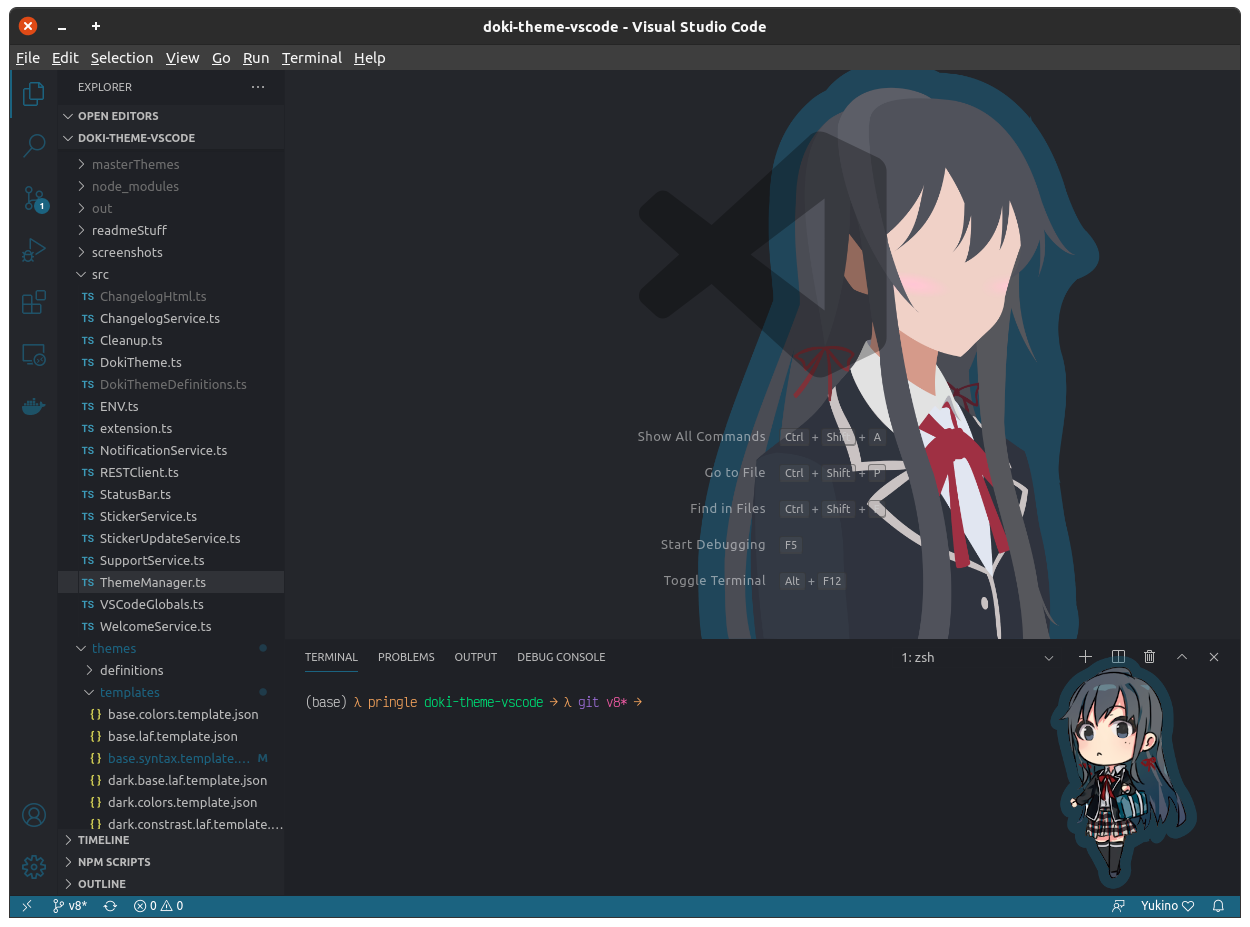 doki-theme-vscode - Visual Studio Code
File Edit Selection View Go Run Terminal Help
EXPLORER
OPEN EDITORS
DOKI-THEME-VSCODE
masterThemes
node_modules
out
readmeStuff
screenshots
src
TS ChangelogHtml.ts
TS ChangelogService.ts
TS Cleanup.ts
TS DokiTheme.ts
TS DokiThemeDefinitions.ts
TS ENV.ts
TS extension.ts
TS NotificationService.ts
TS RESTClient.ts
TS StatusBar.ts
TS StickerService.ts
TS StickerUpdateService.ts
TS SupportService.ts
TS ThemeManager.ts
TS VSCodeGlobals.ts
TS WelcomeService.ts
themes
definitions
templates
{} base.colors.template.json
{} base.laf.template.json
{} base.syntax.template.... M
{} dark.base.laf.template.json
{} dark.colors.template.json
{} dark.constrast.laf.template....
TIMELINE
NPM SCRIPTS
OUTLINE
1
Show All Commands Ctrl + Shift + A
Go to File Ctrl + Shift + P
Find in Files Ctrl + Shift +
Start Debugging F5
Toggle Terminal Alt + F12
TERMINAL PROBLEMS OUTPUT DEBUG CONSOLE 1: zsh
(base) λ pringle doki-theme-vscode → λ git v8* →
v8* 0 0 Yukino ♡